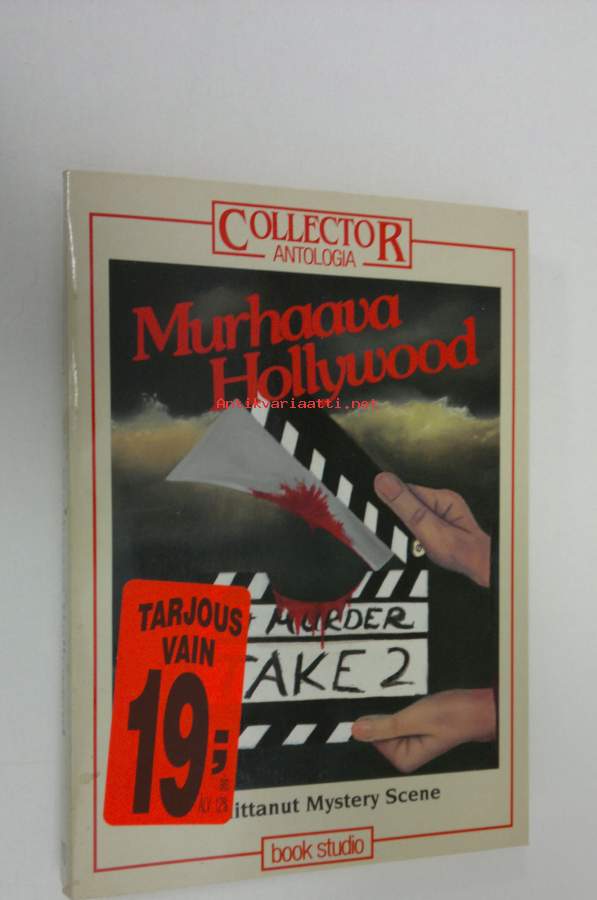 COLLECTOR
ANTOLOGIA
Murhaava
Hollywood
Antikvariaatti.net
MURDER
TAKE 2
TARJOUS
VAIN
19,-
Mystery Scene
book studio